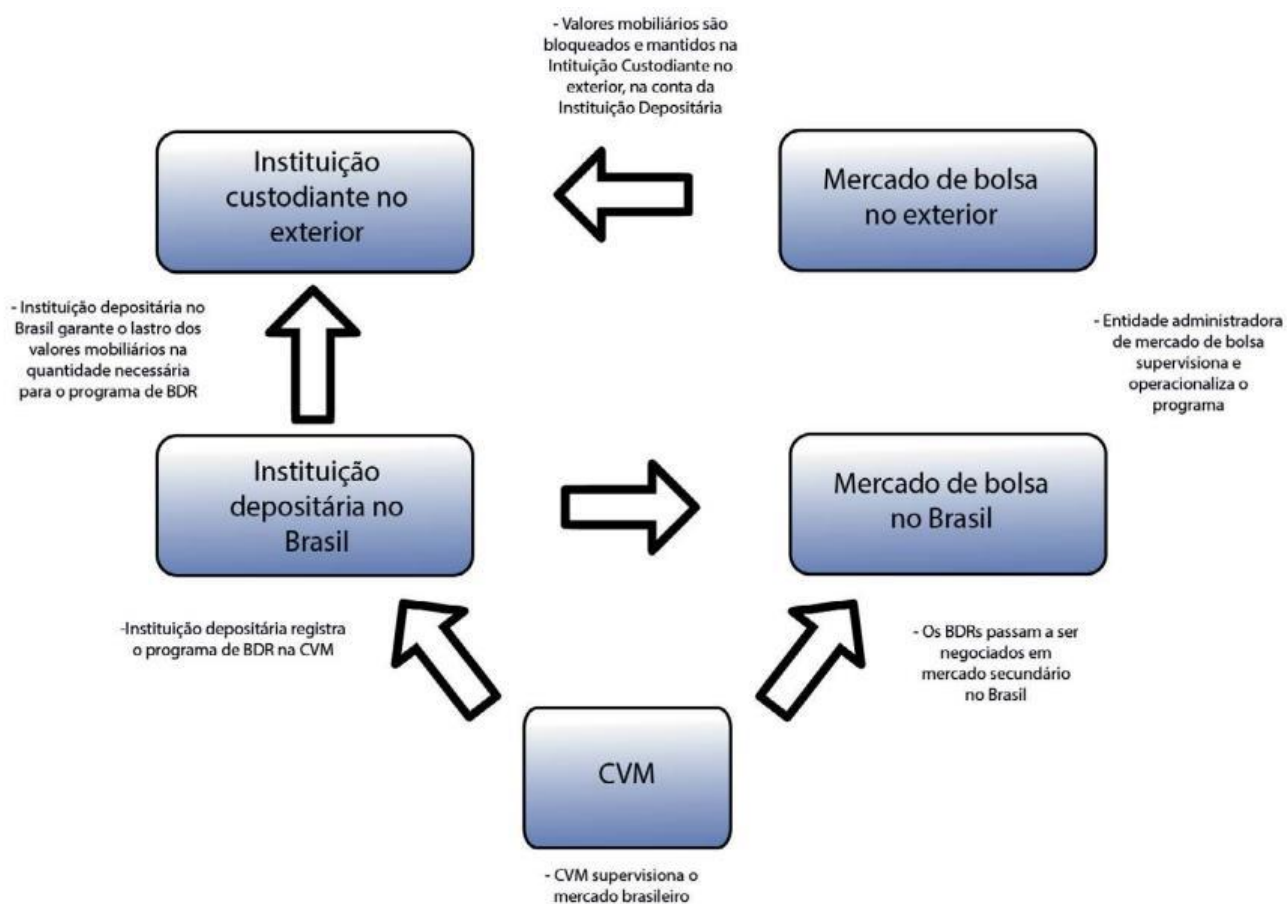 - Valores mobiliários são
bloqueados e mantidos na
Intituição Custodiante no
exterior, na conta da
Instituição Depositária
Instituição
custodiante no
exterior
Mercado de bolsa
no exterior
- Instituição depositária no
Brasil garante o lastro dos
valores mobiliários na
quantidade necessária
para o programa de BDR
- Entidade administradora
de mercado de bolsa
supervisiona e
operacionaliza o
programa
Instituição
depositária no
Brasil
Mercado de bolsa
no Brasil
-Instituição depositária registra
o programa de BDR na CVM
- Os BDRs passam a ser
negociados em
mercado secundário
no Brasil
CVM
- CVM supervisiona o
mercado brasileiro